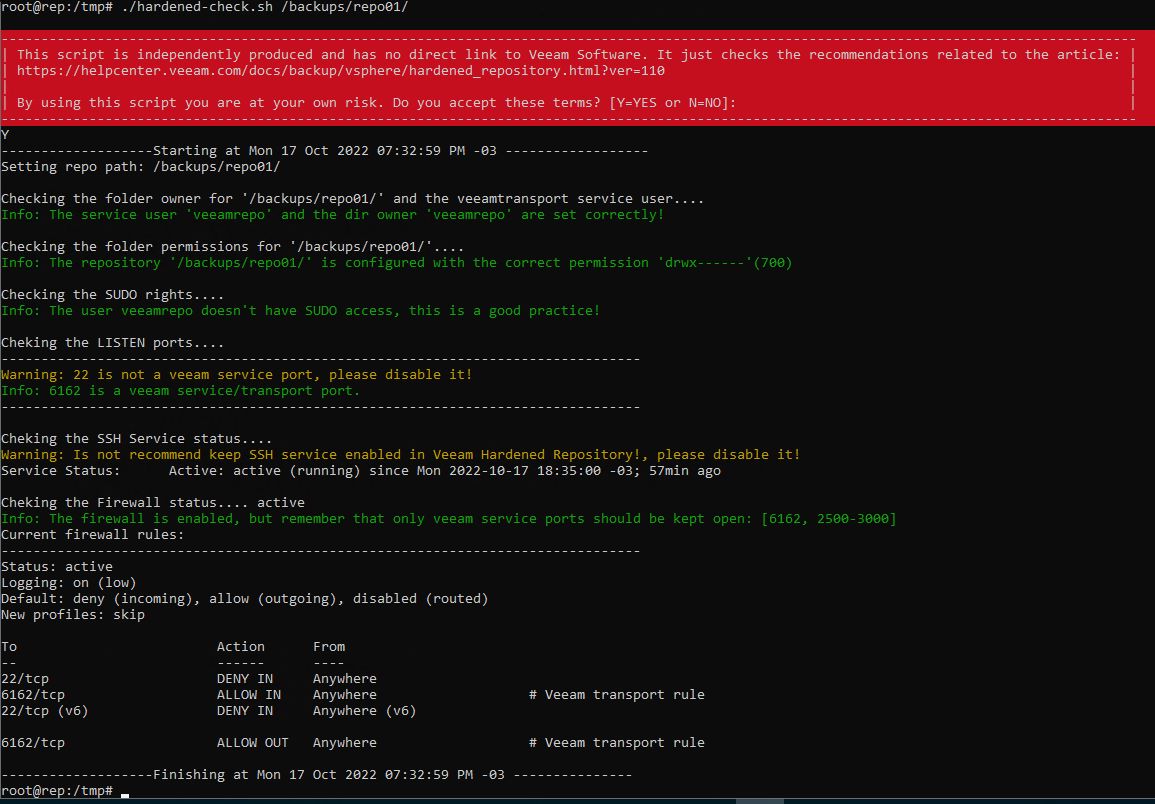 root@rep:/tmp# ./hardened-check.sh /backups/repo01/
--------------------------------------------------------------------------------------------------------------------------------------------
| This script is independently produced and has no direct link to Veeam Software. It just checks the recommendations related to the article: |
| https://helpcenter.veeam.com/docs/backup/vsphere/hardened_repository.html?ver=110 |
| |
| By using this script you are at your own risk. Do you accept these terms? [Y=YES or N=NO]: |
--------------------------------------------------------------------------------------------------------------------------------------------
Y
-------------------Starting at Mon 17 Oct 2022 07:32:59 PM -03 ------------------
Setting repo path: /backups/repo01/
Checking the folder owner for '/backups/repo01/' and the veeamtransport service user....
Info: The service user 'veeamrepo' and the dir owner 'veeamrepo' are set correctly!
Checking the folder permissions for '/backups/repo01/'....
Info: The repository '/backups/repo01/' is configured with the correct permission 'drwx------'(700)
Checking the SUDO rights....
Info: The user veeamrepo doesn't have SUDO access, this is a good practice!
Cheking the LISTEN ports....
--------------------------------------------------------------------------------
Warning: 22 is not a veeam service port, please disable it!
Info: 6162 is a veeam service/transport port.
--------------------------------------------------------------------------------
Cheking the SSH Service status....
Warning: Is not recommend keep SSH service enabled in Veeam Hardened Repository!, please disable it!
Service Status:      Active: active (running) since Mon 2022-10-17 18:35:00 -03; 57min ago
Cheking the Firewall status.... active
Info: The firewall is enabled, but remember that only veeam service ports should be kept open: [6162, 2500-3000]
Current firewall rules:
--------------------------------------------------------------------------------
Status: active
Logging: on (low)
Default: deny (incoming), allow (outgoing), disabled (routed)
New profiles: skip
To                         Action      From
--                         ------      ----
22/tcp                     DENY IN     Anywhere
6162/tcp                   ALLOW IN    Anywhere                   # Veeam transport rule
22/tcp (v6)                DENY IN     Anywhere (v6)
6162/tcp                   ALLOW OUT   Anywhere                   # Veeam transport rule
-------------------Finishing at Mon 17 Oct 2022 07:32:59 PM -03 ---------------
root@rep:/tmp#